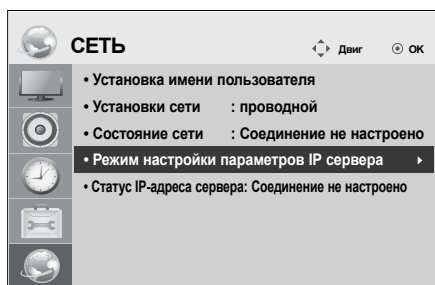 СЕТЬ Двиг ОК
• Установка имени пользователя
• Установки сети : проводной
• Состояние сети : Соединение не настроено
• Режим настройки параметров IP сервера
• Статус IP-адреса сервера: Соединение не настроено